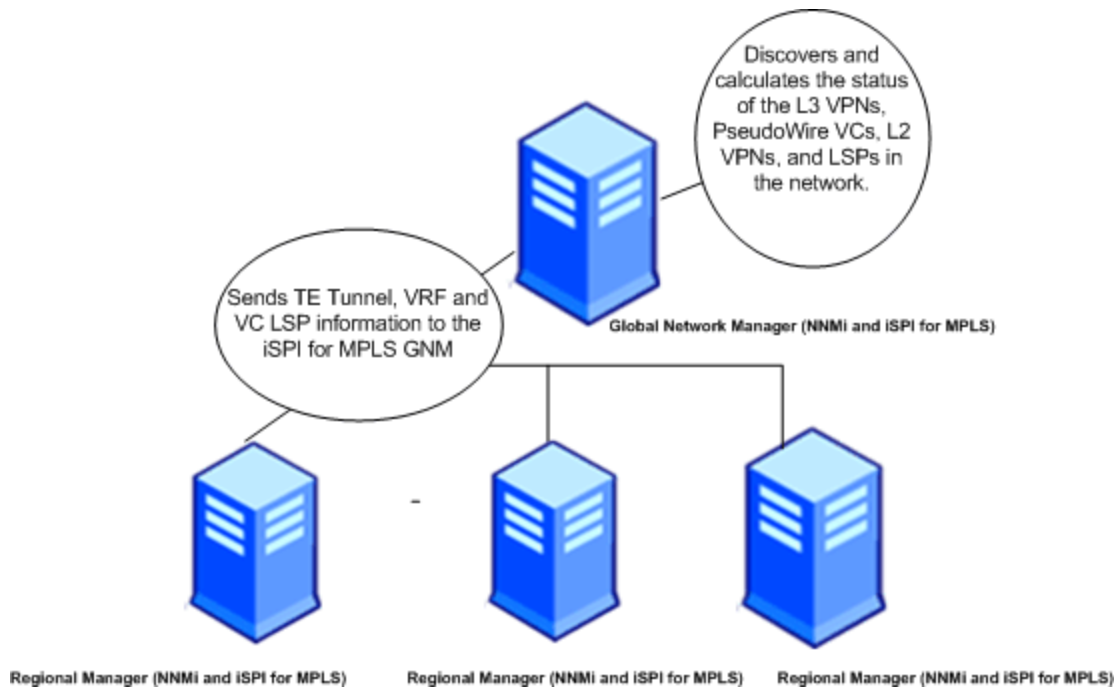 Discovers and
calculates the status
of the L3 VPNs,
PseudoWire VCs, L2
VPNs, and LSPs in
the network.
Sends TE Tunnel, VRF and
VC LSP information to the
iSPI for MPLS GNM
Global Network Manager (NNMi and iSPI for MPLS)
-
Regional Manager (NNMi and iSPI for MPLS)
Regional Manager (NNMi and iSPI for MPLS)
Regional Manager (NNMi and iSPI for MPLS)